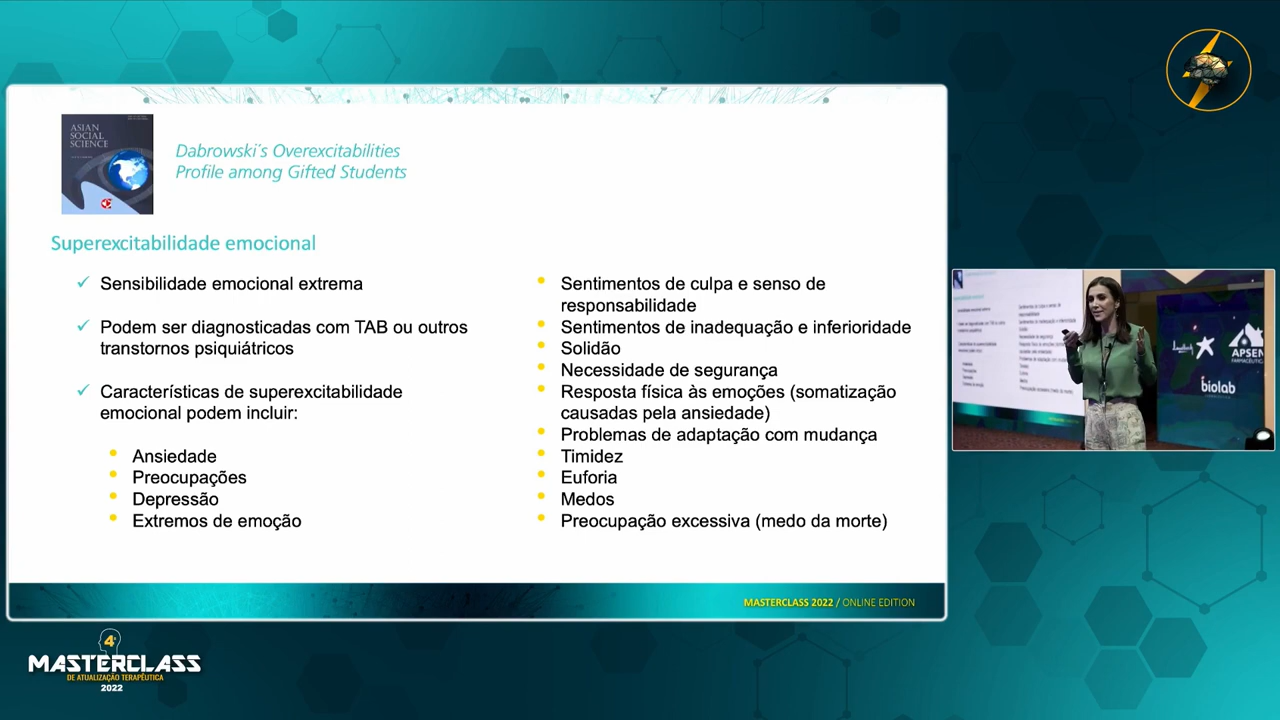 ASIAN
SOCIAL
SCIENCE
Dabrowski´s Overexcitabilities
Profile among Gifted Students
Superexcitabilidade emocional
Sensibilidade emocional extrema
Podem ser diagnosticadas com TAB ou outros
transtornos psiquiátricos
Características de superexcitabilidade
emocional podem incluir:
Ansiedade
Preocupações
Depressão
Extremos de emoção
Sentimentos de culpa e senso de
responsabilidade
Sentimentos de inadequação e inferioridade
Solidão
Necessidade de segurança
Resposta física às emoções (somatização
causadas pela ansiedade)
Problemas de adaptação com mudança
Timidez
Euforia
Medos
Preocupação excessiva (medo da morte)
MASTERCLASS 2022 / ONLINE EDITION
APSEN
FARMACÊUTICA
biolab
4ª
MASTERCLASS
DE ATUALIZAÇÃO TERAPÊUTICA
2022